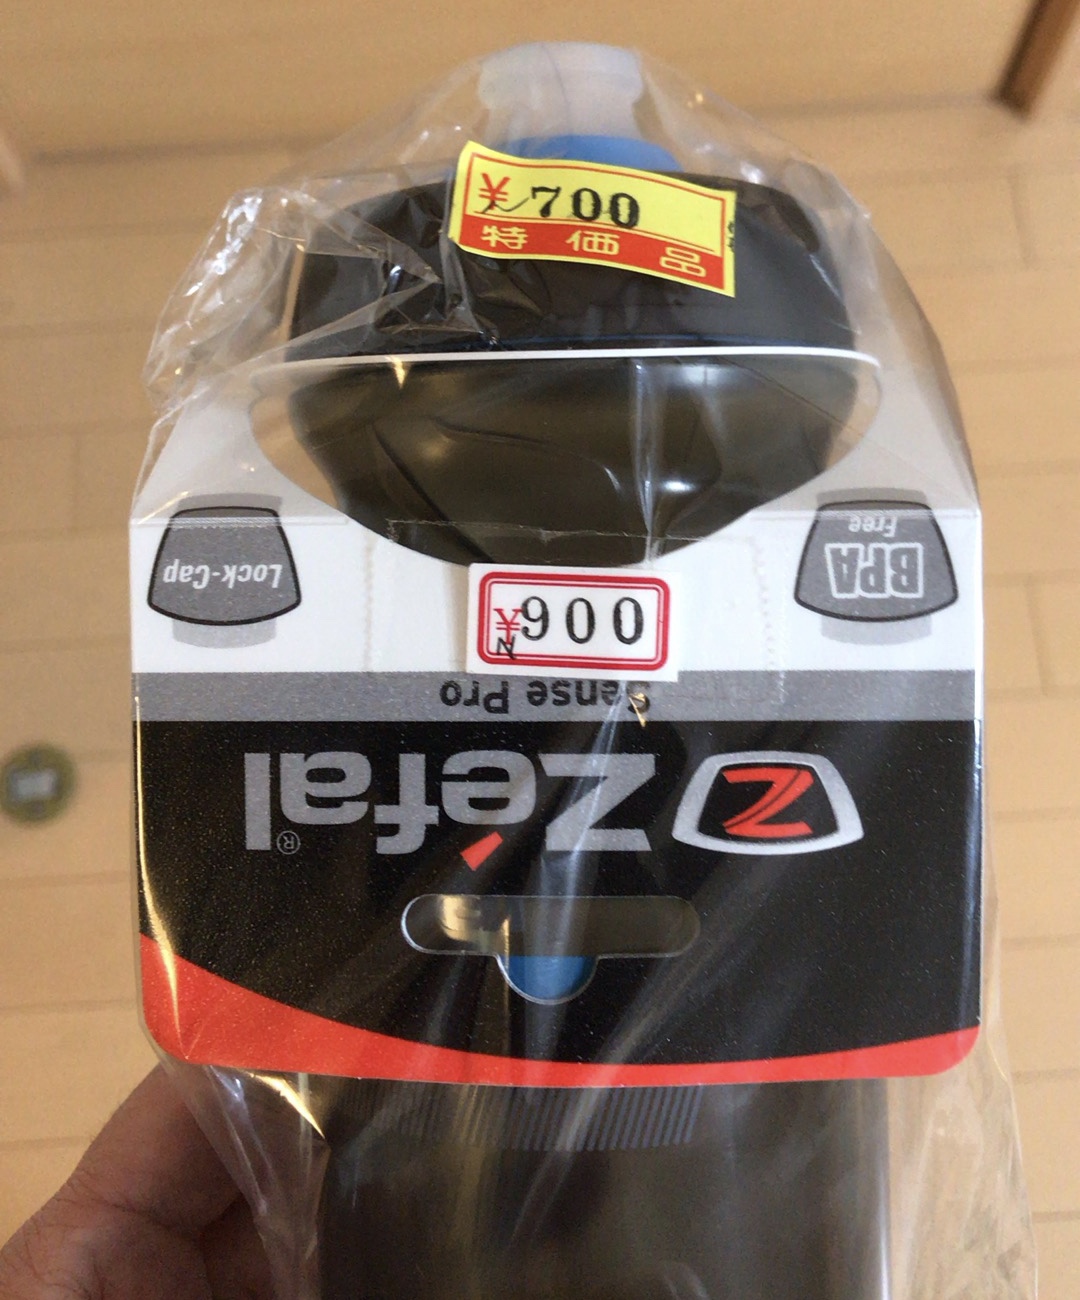 ¥700
特価品
Lock-Cap
BPA
Free
¥900
Sense Pro
Zéfal®